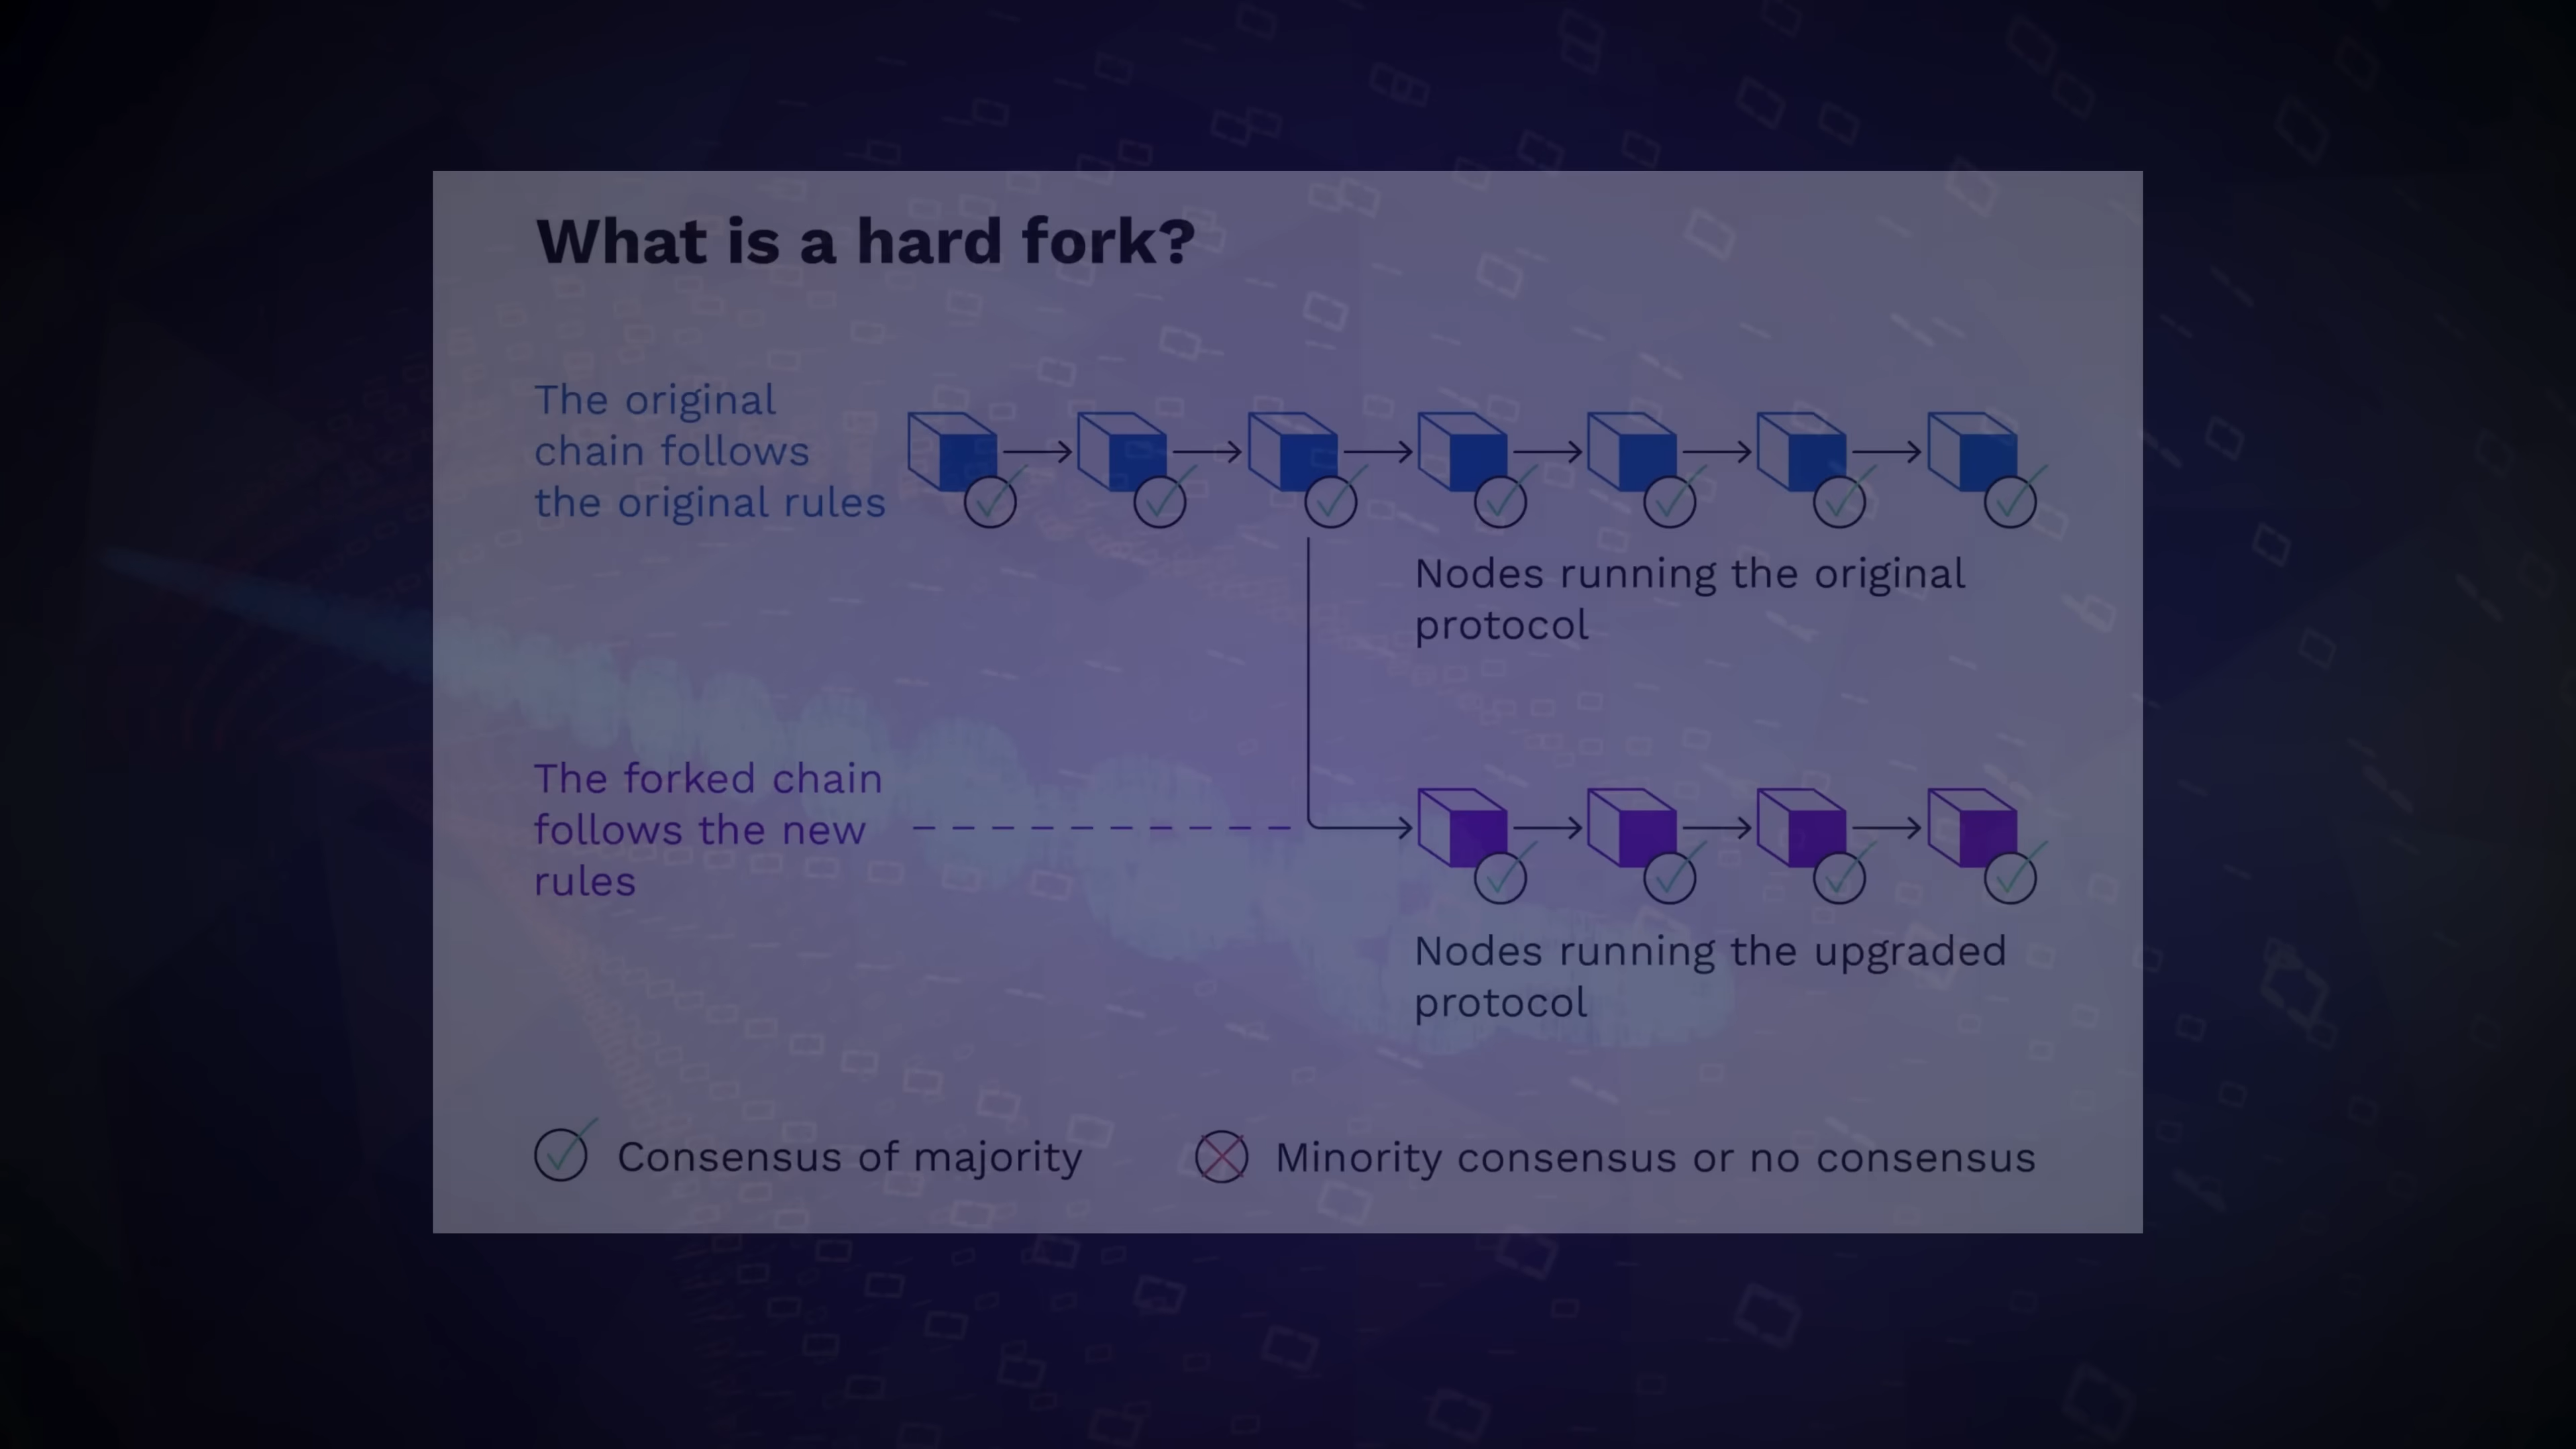 What is a hard fork?
The original
chain follows
the original rules
Nodes running the original
protocol
The forked chain
follows the new
rules
Nodes running the upgraded
protocol
Consensus of majority
Minority consensus or no consensus